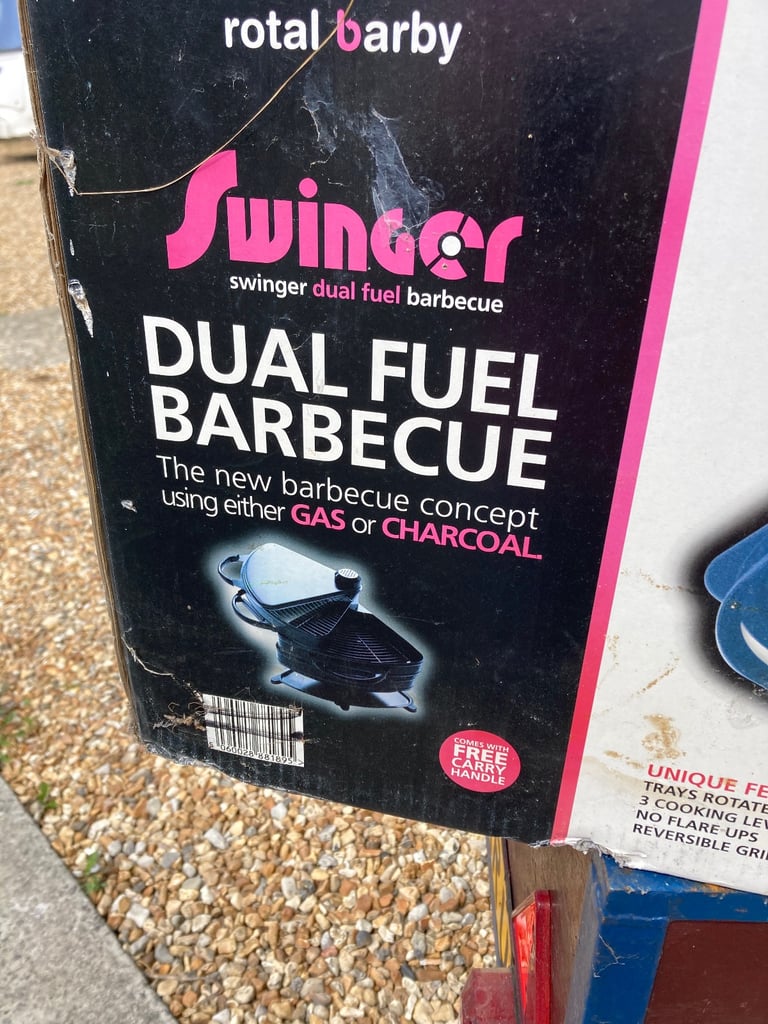 rotal barby
Swinger
swinger dual fuel barbecue
DUAL FUEL
BARBECUE
The new barbecue concept
using either GAS or CHARCOAL.
COMES WITH
FREE
CARRY
HANDLE
UNIQUE FE
TRAYS ROTATE
3 COOKING LEV
NO FLARE UPS
REVERSIBLE GRI